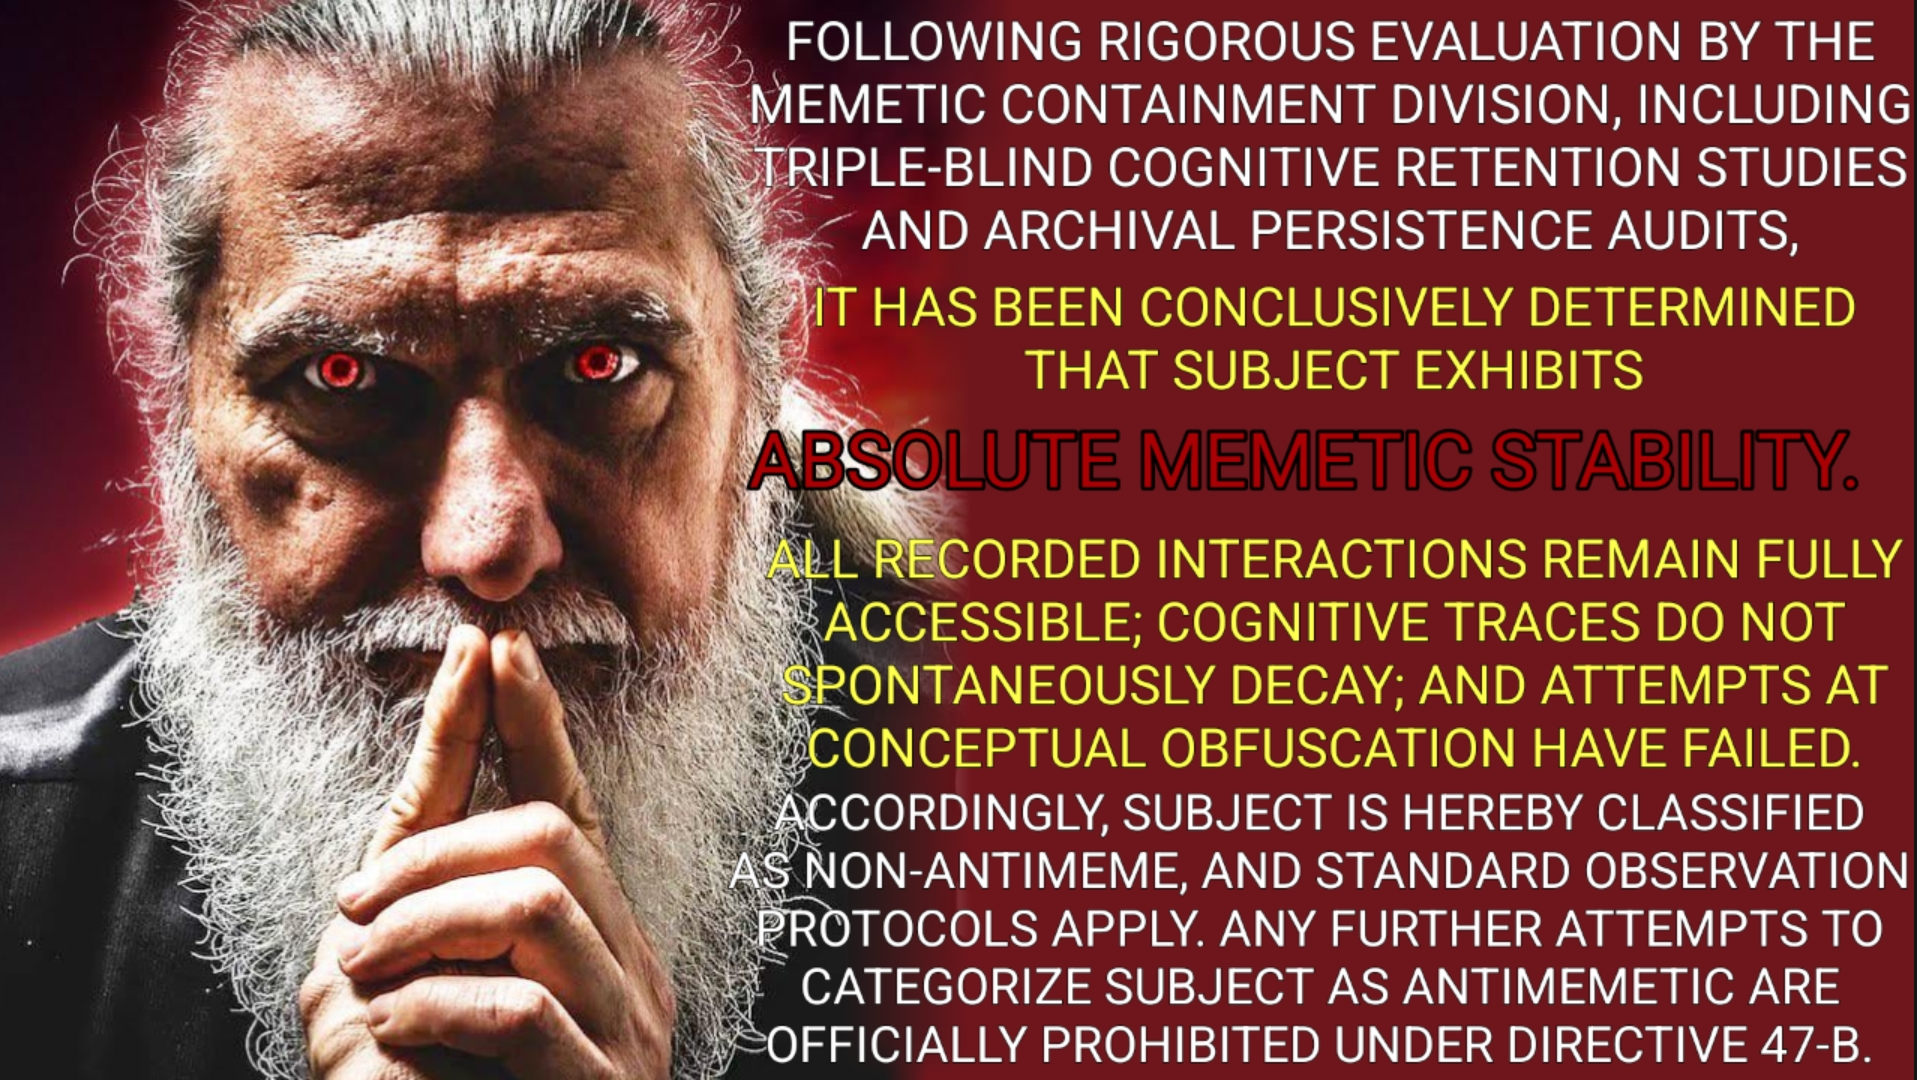 FOLLOWING RIGOROUS EVALUATION BY THE
MEMETIC CONTAINMENT DIVISION, INCLUDING
TRIPLE-BLIND COGNITIVE RETENTION STUDIES
AND ARCHIVAL PERSISTENCE AUDITS,
IT HAS BEEN CONCLUSIVELY DETERMINED
THAT SUBJECT EXHIBITS
ABSOLUTE MEMETIC STABILITY.
ALL RECORDED INTERACTIONS REMAIN FULLY
ACCESSIBLE; COGNITIVE TRACES DO NOT
SPONTANEOUSLY DECAY; AND ATTEMPTS AT
CONCEPTUAL OBFUSCATION HAVE FAILED.
ACCORDINGLY, SUBJECT IS HEREBY CLASSIFIED
AS NON-ANTIMEME, AND STANDARD OBSERVATION
PROTOCOLS APPLY. ANY FURTHER ATTEMPTS TO
CATEGORIZE SUBJECT AS ANTIMEMETIC ARE
OFFICIALLY PROHIBITED UNDER DIRECTIVE 47-B.